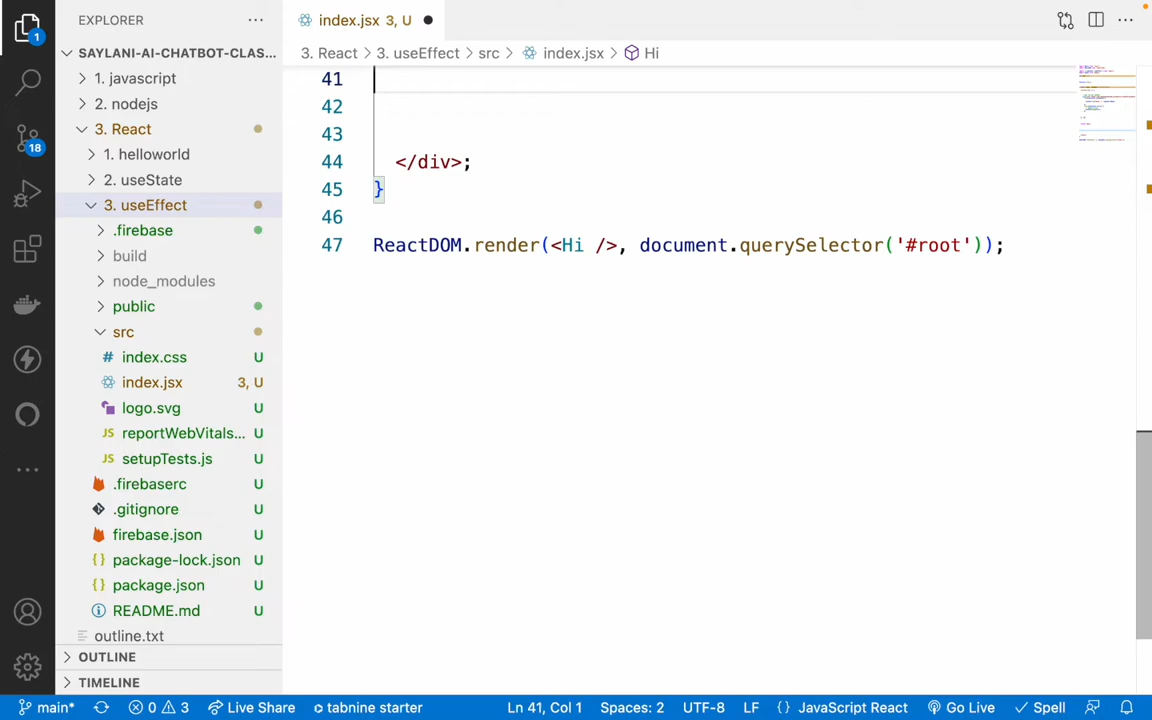 EXPLORER
index.jsx 3, U
SAYLANI-AI-CHATBOT-CLAS...
1. javascript
2. nodejs
3. React
1. helloworld
2. useState
3. useEffect
.firebase
build
node_modules
public
src
index.css U
index.jsx 3, U
logo.svg U
reportWebVitals... U
setupTests.js U
.firebaserc U
.gitignore U
firebase.json U
package-lock.json U
package.json U
README.md U
outline.txt
OUTLINE
TIMELINE
1
18
3. React > 3. useEffect > src > index.jsx > Hi
41
42
43
44 </div>;
45 }
46
47 ReactDOM.render(<Hi />, document.querySelector('#root'));
main* 0 3 Live Share tabnine starter Ln 41, Col 1 Spaces: 2 UTF-8 LF {} JavaScript React Go Live Spell